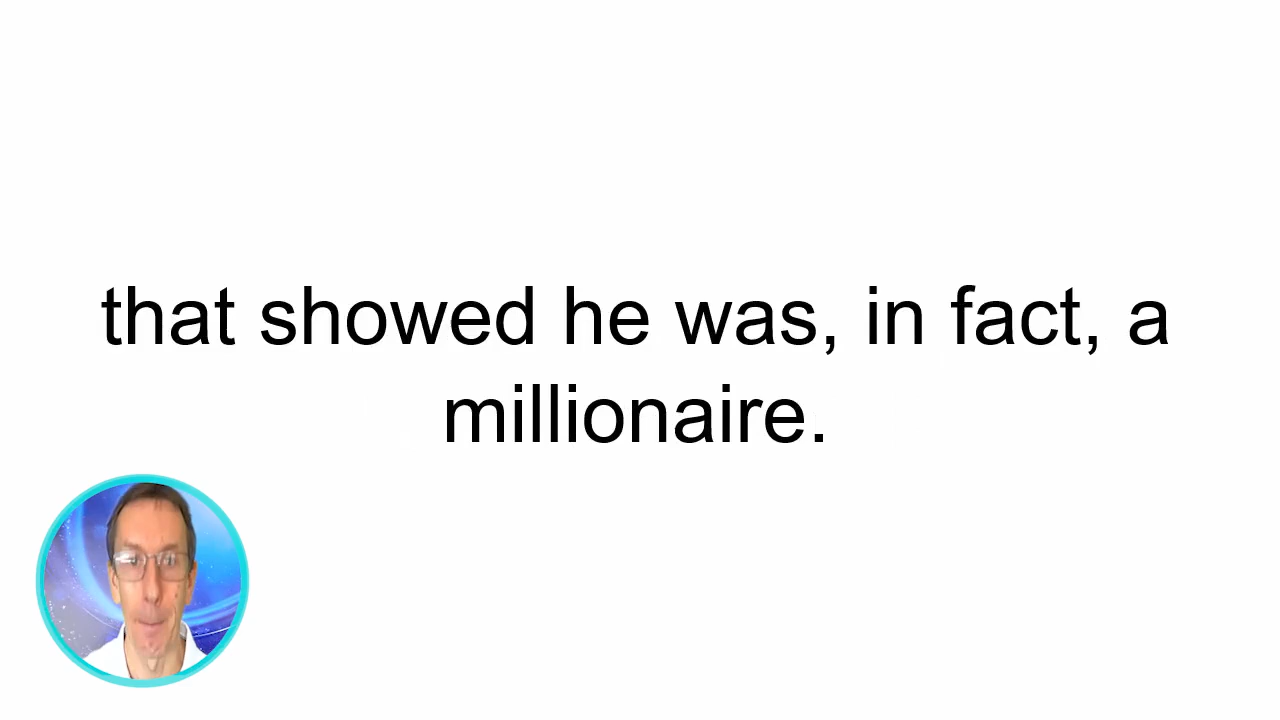 that showed he was, in fact, a
millionaire.